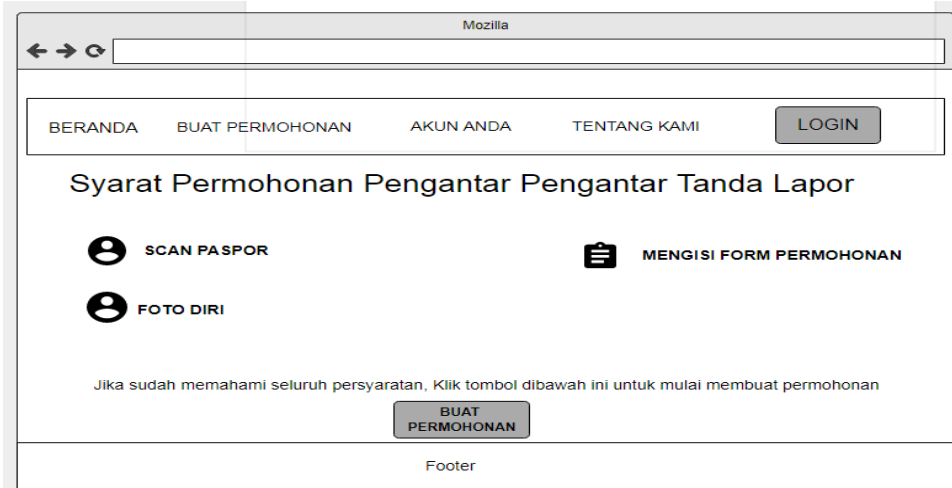 Mozilla
BERANDA BUAT PERMOHONAN AKUN ANDA TENTANG KAMI LOGIN
Syarat Permohonan Pengantar Pengantar Tanda Lapor
SCAN PASPOR MENGISI FORM PERMOHONAN
FOTO DIRI
Jika sudah memahami seluruh persyaratan, Klik tombol dibawah ini untuk mulai membuat permohonan
BUAT
PERMOHONAN
Footer